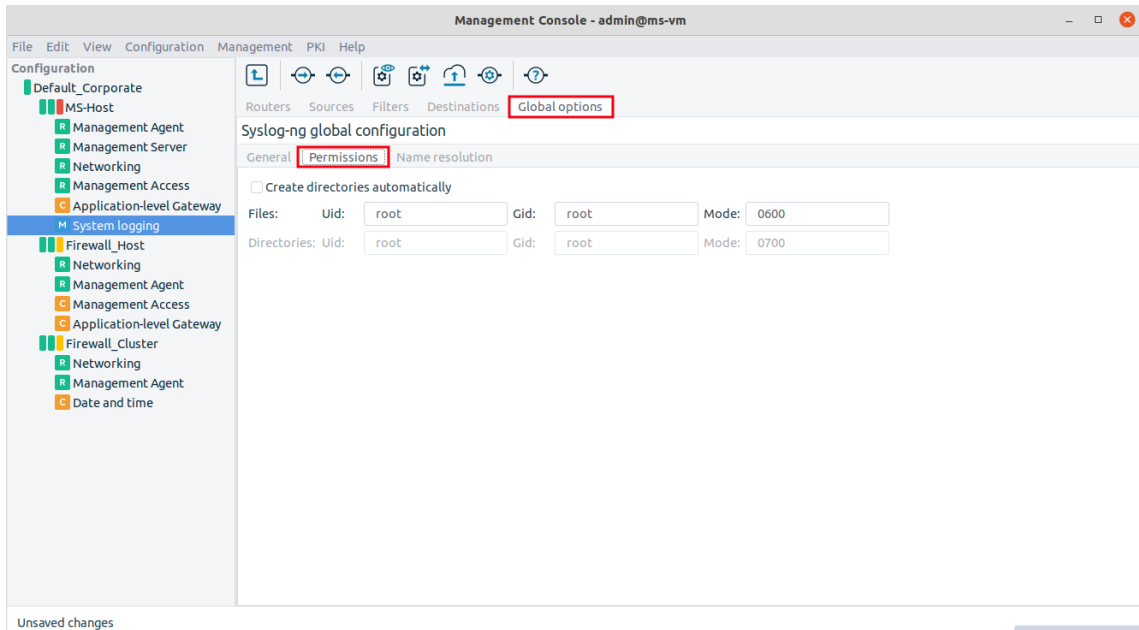 Management Console - admin@ms-vm
File Edit View Configuration Management PKI Help
Configuration
Default_Corporate
MS-Host
R Management Agent
R Management Server
R Networking
R Management Access
C Application-level Gateway
M System logging
Firewall_Host
R Networking
R Management Agent
C Management Access
C Application-level Gateway
Firewall_Cluster
R Networking
R Management Agent
C Date and time
Routers Sources Filters Destinations Global options
Syslog-ng global configuration
General Permissions Name resolution
Create directories automatically
Files: Uid: root Gid: root Mode: 0600
Directories: Uid: root Gid: root Mode: 0700
Unsaved changes